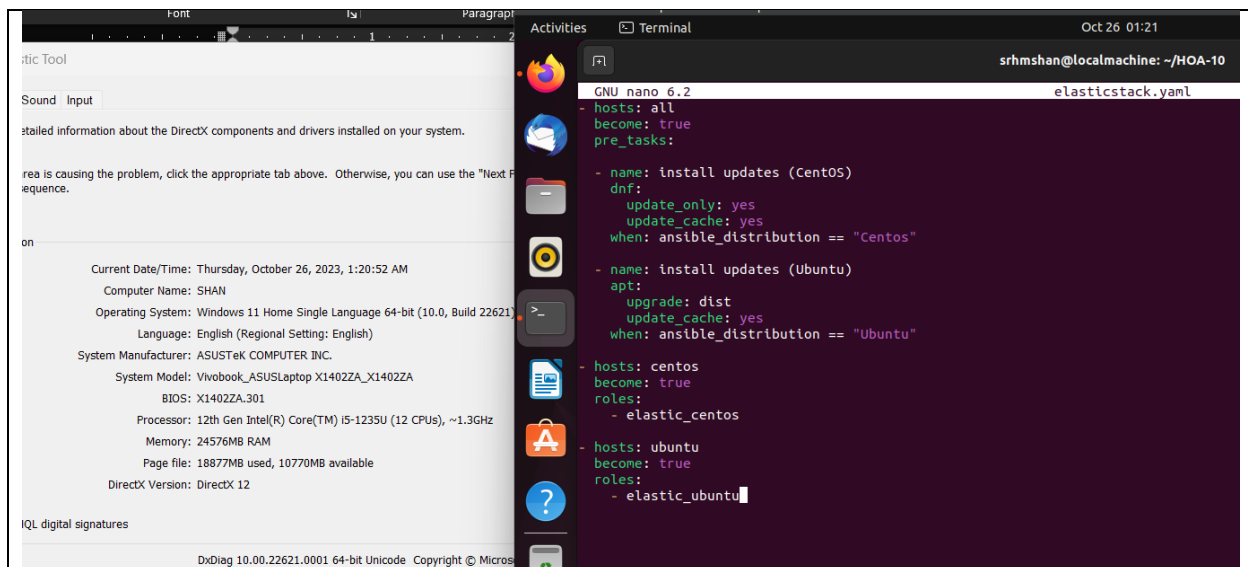 Font
Paragrap
1
2
stic Tool
Sound Input
etailed information about the DirectX components and drivers installed on your system.
rea is causing the problem, click the appropriate tab above. Otherwise, you can use the "Next P
equence.
on
Current Date/Time: Thursday, October 26, 2023, 1:20:52 AM
Computer Name: SHAN
Operating System: Windows 11 Home Single Language 64-bit (10.0, Build 22621)
Language: English (Regional Setting: English)
System Manufacturer: ASUSTeK COMPUTER INC.
System Model: Vivobook_ASUSLaptop X1402ZA_X1402ZA
BIOS: X1402ZA.301
Processor: 12th Gen Intel(R) Core(TM) i5-1235U (12 CPUs), ~1.3GHz
Memory: 24576MB RAM
Page file: 18877MB used, 10770MB available
DirectX Version: DirectX 12
IQL digital signatures
DxDiag 10.00.22621.0001 64-bit Unicode Copyright © Micros
Activities Terminal Oct 26 01:21
srhmshan@localmachine: ~/HOA-10
GNU nano 6.2 elasticstack.yaml
- hosts: all
become: true
pre_tasks:
- name: install updates (CentOS)
dnf:
update_only: yes
update_cache: yes
when: ansible_distribution == "Centos"
- name: install updates (Ubuntu)
apt:
upgrade: dist
update_cache: yes
when: ansible_distribution == "Ubuntu"
- hosts: centos
become: true
roles:
- elastic_centos
- hosts: ubuntu
become: true
roles:
- elastic_ubuntu